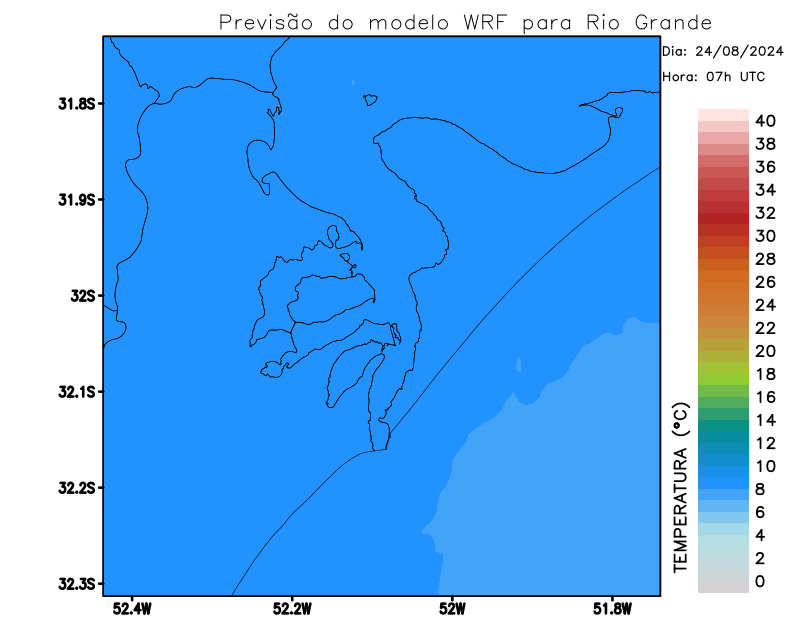 Previsão do modelo WRF para Rio Grande
Dia: 24/08/2024
Hora: 07h UTC
31.8S
31.9S
32S
32.1S
32.2S
32.3S
52.4W
52.2W
52W
51.8W
TEMPERATURA (°C)
40
38
36
34
32
30
28
26
24
22
20
18
16
14
12
10
8
6
4
2
0